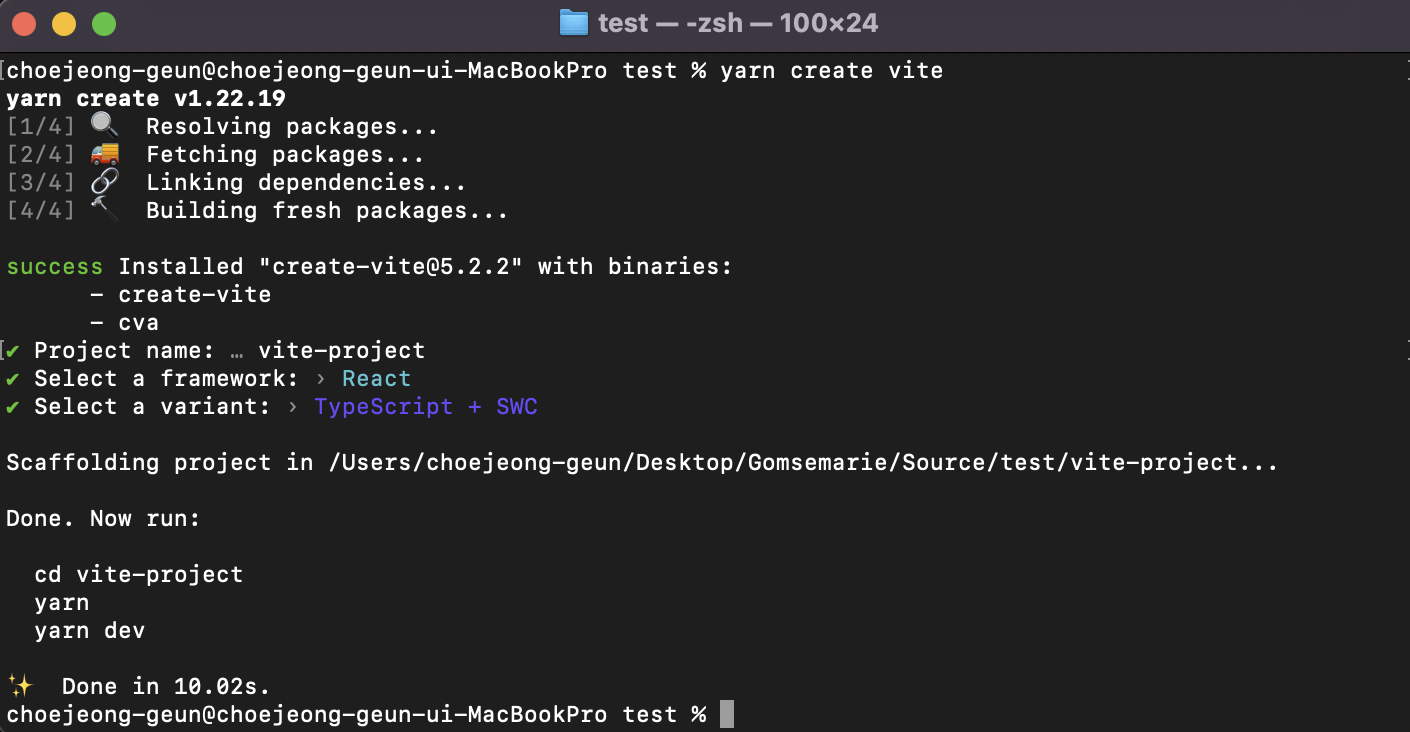 test — -zsh — 100×24
choejeong-geun@choejeong-geun-ui-MacBookPro test % yarn create vite
yarn create v1.22.19
[1/4] 🔍  Resolving packages...
[2/4] 🚚  Fetching packages...
[3/4] 🔗  Linking dependencies...
[4/4] 🔨  Building fresh packages...
success Installed "create-vite@5.2.2" with binaries:
      - create-vite
      - cva
✔ Project name: … vite-project
✔ Select a framework: › React
✔ Select a variant: › TypeScript + SWC
Scaffolding project in /Users/choejeong-geun/Desktop/Gomsemarie/Source/test/vite-project...
Done. Now run:
  cd vite-project
  yarn
  yarn dev
✨  Done in 10.02s.
choejeong-geun@choejeong-geun-ui-MacBookPro test %